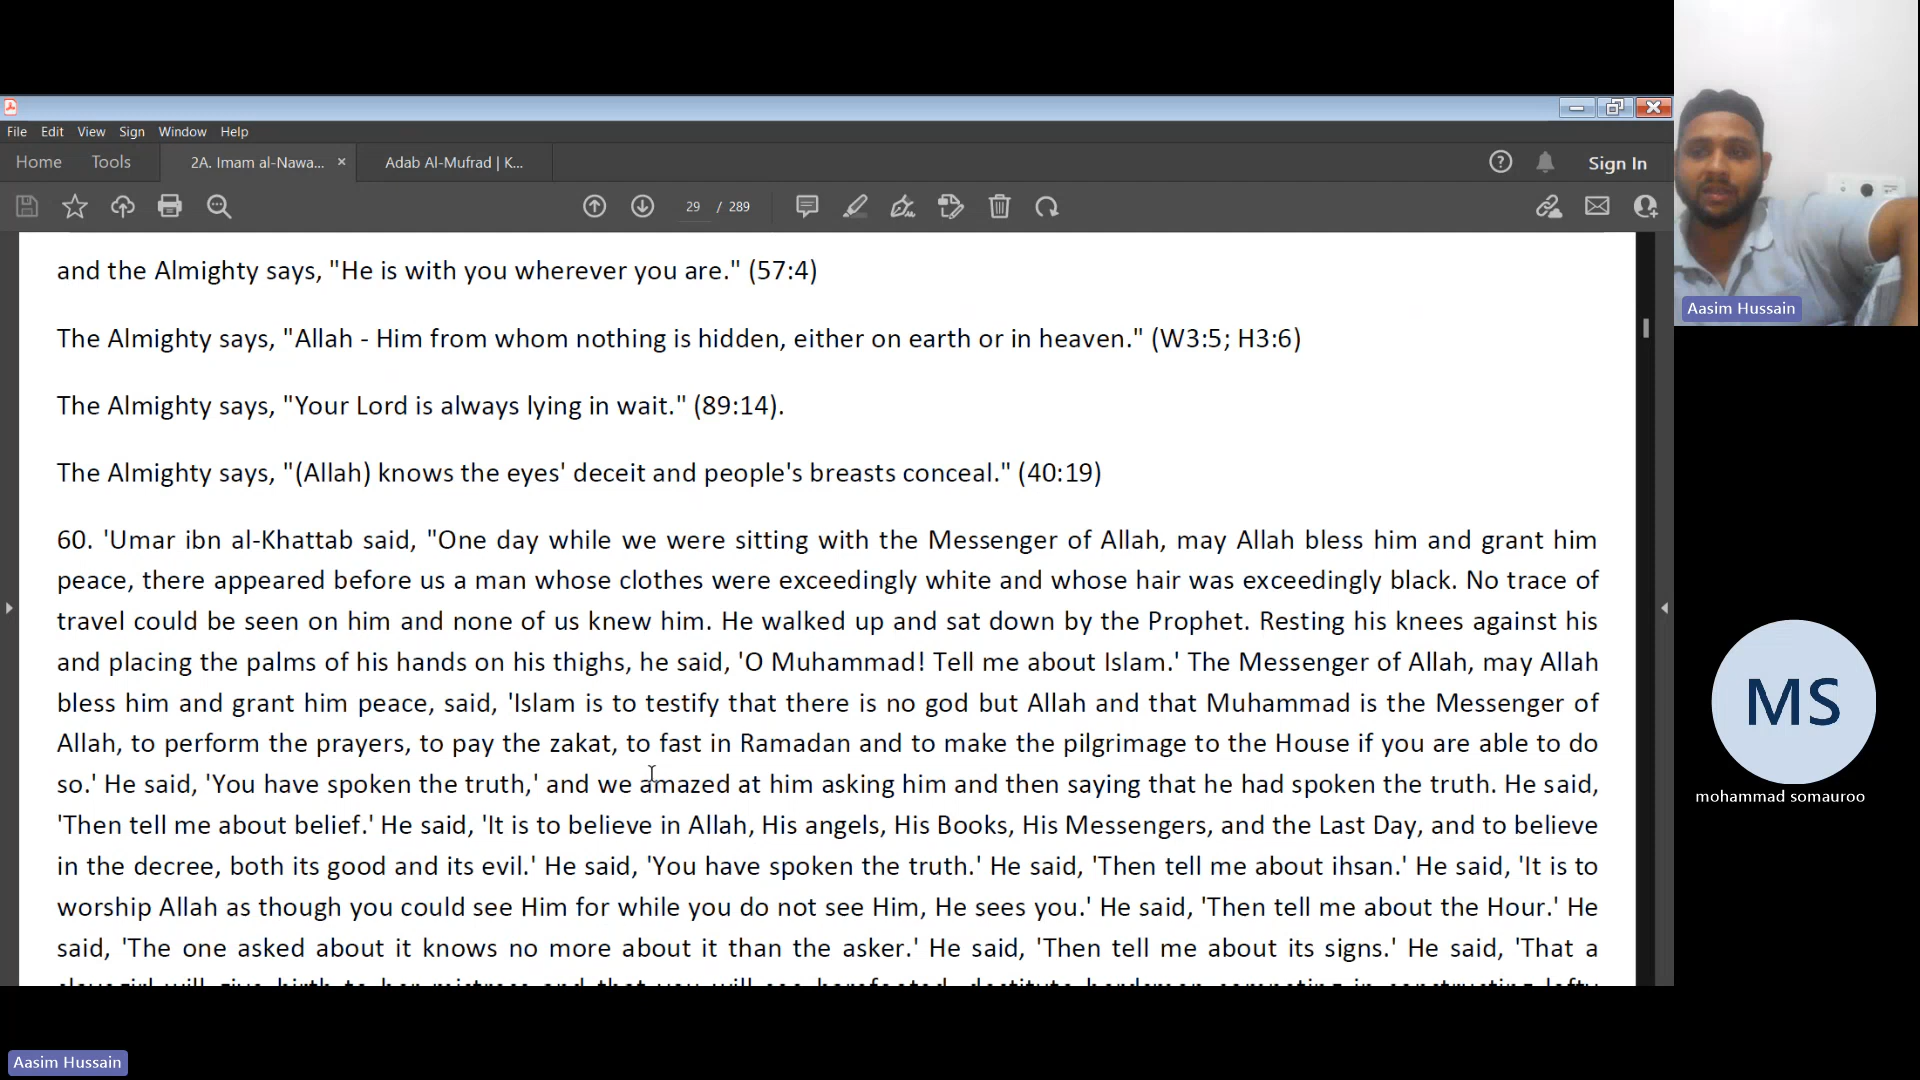 File Edit View Sign Window Help
Home Tools 2A. Imam al-Nawa... × Adab Al-Mufrad | K... Sign In
29 / 289
and the Almighty says, "He is with you wherever you are." (57:4)
The Almighty says, "Allah - Him from whom nothing is hidden, either on earth or in heaven." (W3:5; H3:6)
The Almighty says, "Your Lord is always lying in wait." (89:14).
The Almighty says, "(Allah) knows the eyes' deceit and people's breasts conceal." (40:19)
60. 'Umar ibn al-Khattab said, "One day while we were sitting with the Messenger of Allah, may Allah bless him and grant him
peace, there appeared before us a man whose clothes were exceedingly white and whose hair was exceedingly black. No trace of
travel could be seen on him and none of us knew him. He walked up and sat down by the Prophet. Resting his knees against his
and placing the palms of his hands on his thighs, he said, 'O Muhammad! Tell me about Islam.' The Messenger of Allah, may Allah
bless him and grant him peace, said, 'Islam is to testify that there is no god but Allah and that Muhammad is the Messenger of
Allah, to perform the prayers, to pay the zakat, to fast in Ramadan and to make the pilgrimage to the House if you are able to do
so.' He said, 'You have spoken the truth,' and we amazed at him asking him and then saying that he had spoken the truth. He said,
'Then tell me about belief.' He said, 'It is to believe in Allah, His angels, His Books, His Messengers, and the Last Day, and to believe
in the decree, both its good and its evil.' He said, 'You have spoken the truth.' He said, 'Then tell me about ihsan.' He said, 'It is to
worship Allah as though you could see Him for while you do not see Him, He sees you.' He said, 'Then tell me about the Hour.' He
said, 'The one asked about it knows no more about it than the asker.' He said, 'Then tell me about its signs.' He said, 'That a
Aasim Hussain
MS
mohammad somauroo
Aasim Hussain